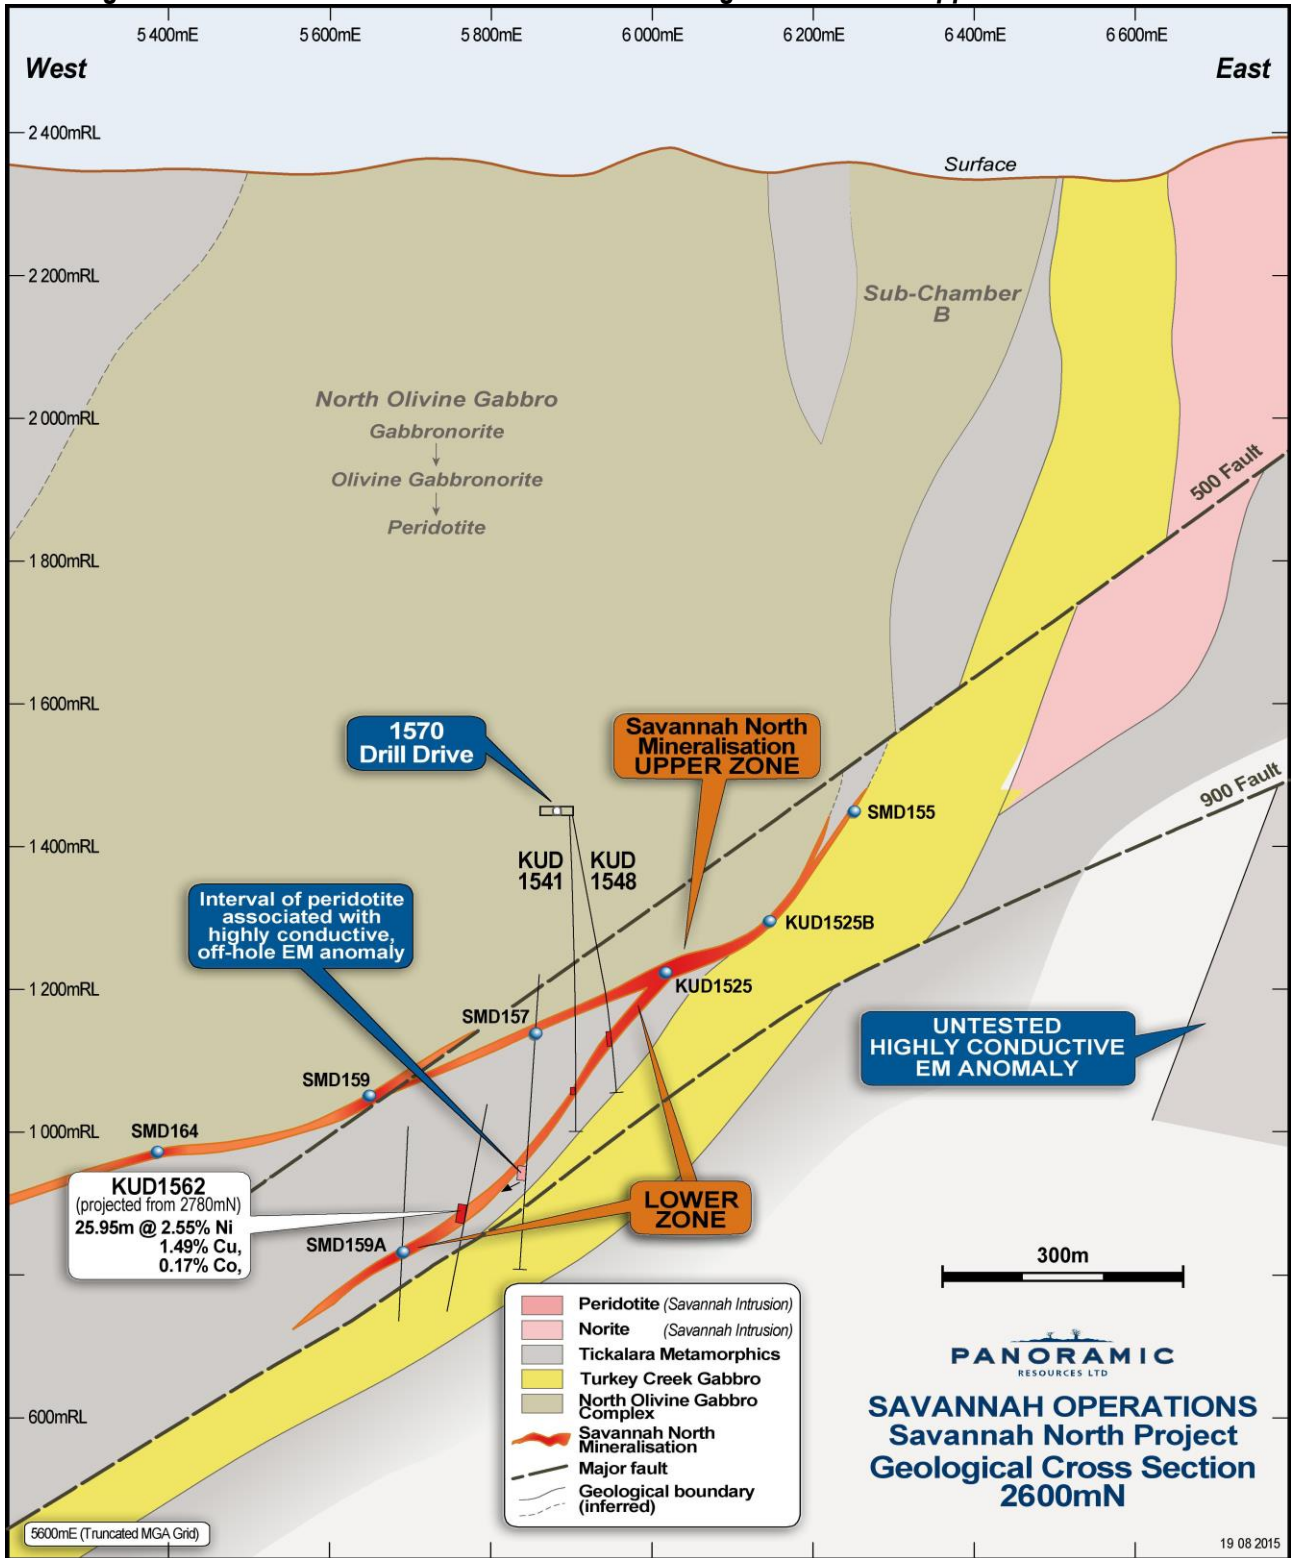 5 400mE 5 600mE 5 800mE 6 000mE 6 200mE 6 400mE 6 600mE
West East
2 400mRL
Surface
2 200mRL
Sub-Chamber
B
2 000mRL
North Olivine Gabbro
Gabbronorite
Olivine Gabbronorite
Peridotite
500 Fault
1 800mRL
1 600mRL
1570
Drill Drive
Savannah North
Mineralisation
UPPER ZONE
900 Fault
SMD155
1 400mRL
KUD
1541
KUD
1548
Interval of peridotite
associated with
highly conductive,
off-hole EM anomaly
KUD1525B
1 200mRL
KUD1525
SMD157
UNTESTED
HIGHLY CONDUCTIVE
EM ANOMALY
SMD159
1 000mRL
SMD164
KUD1562
(projected from 2780mN)
25.95m @ 2.55% Ni
1.49% Cu,
0.17% Co,
LOWER
ZONE
SMD159A
300m
Peridotite (Savannah Intrusion)
Norite (Savannah Intrusion)
Tickalara Metamorphics
Turkey Creek Gabbro
North Olivine Gabbro
Complex
Savannah North
Mineralisation
Major fault
Geological boundary
(inferred)
600mRL
PANORAMIC
RESOURCES LTD
SAVANNAH OPERATIONS
Savannah North Project
Geological Cross Section
2600mN
5600mE (Truncated MGA Grid)
19 08 2015